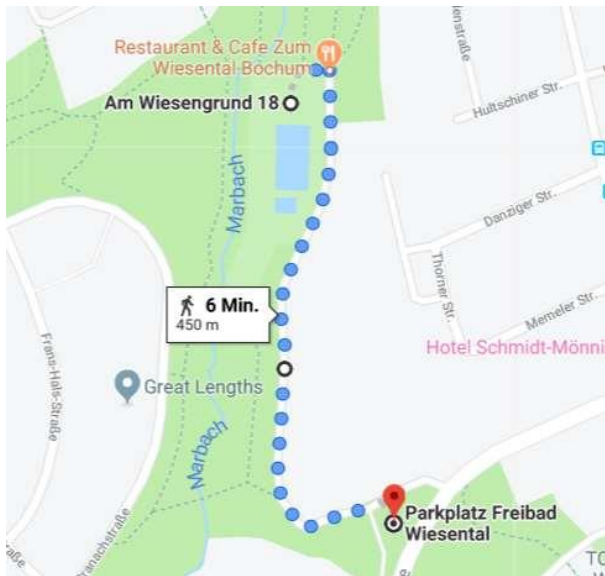 Restaurant & Cafe Zum
Wiesental Bochum
Am Wiesengrund 18
Hultschiner Str.
Marbach
Danziger Str.
Thorner Str.
6 Min.
450 m
Memeler Str.
Hotel Schmidt-Mönni
Frans-Hals-Straße
Great Lengths
Marbach
Parkplatz Freibad
Wiesental
ranachstraße